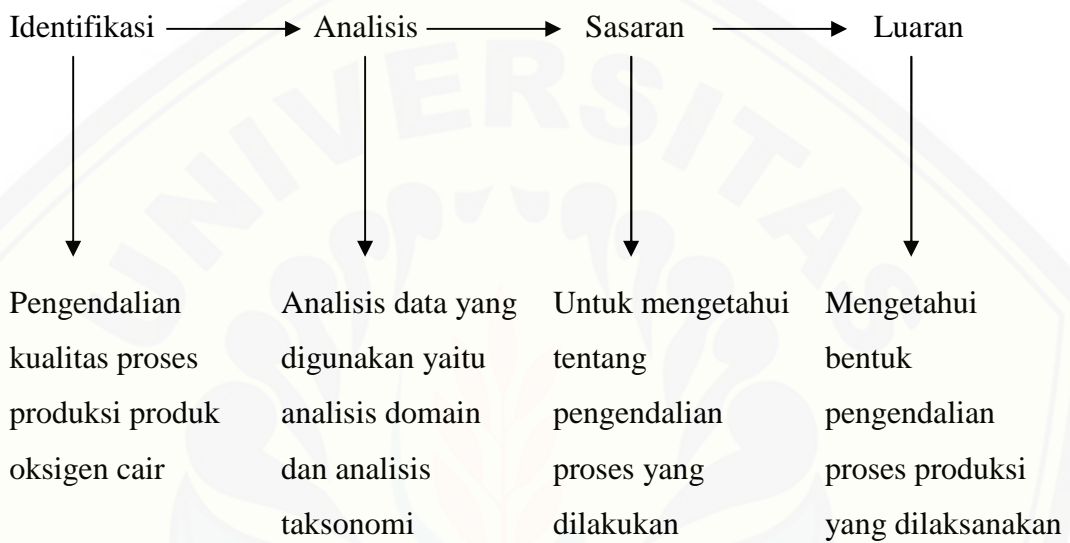 Identifikasi Analisis Sasaran Luaran
Pengendalian
kualitas proses
produksi produk
oksigen cair
Analisis data yang
digunakan yaitu
analisis domain
dan analisis
taksonomi
Untuk mengetahui
tentang
pengendalian
proses yang
dilakukan
Mengetahui
bentuk
pengendalian
proses produksi
yang dilaksanakan
UNIVERSITAS